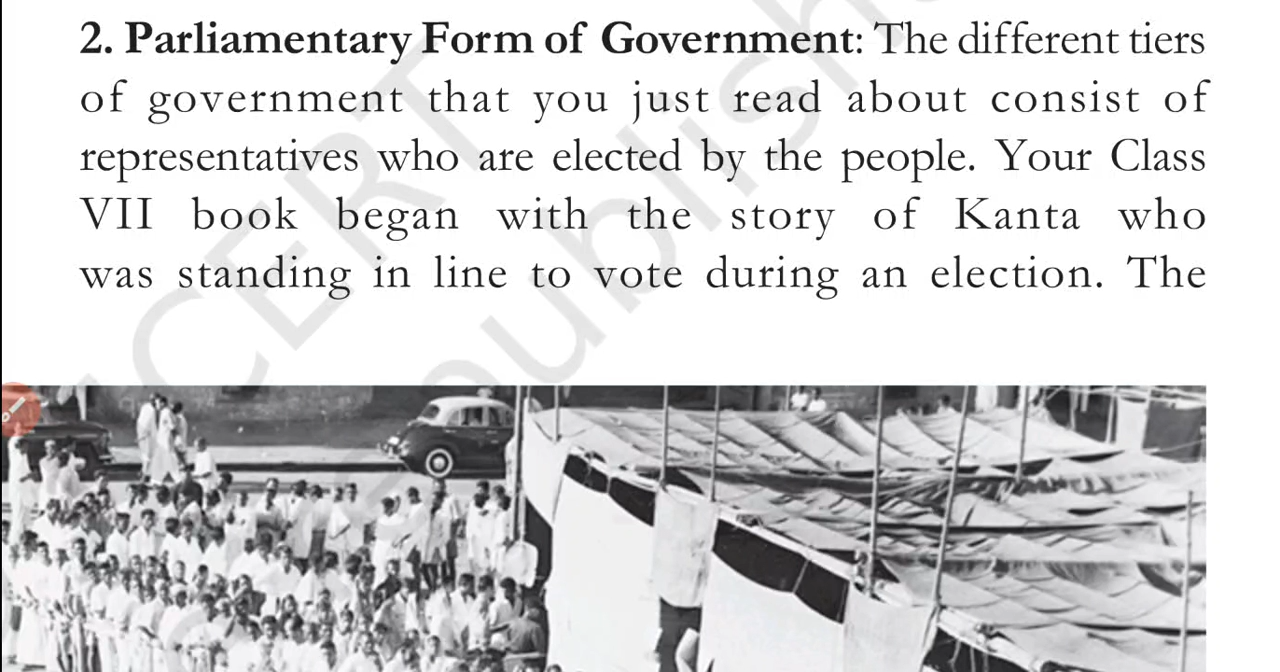 2. Parliamentary Form of Government: The different tiers
of government that you just read about consist of
representatives who are elected by the people. Your Class
VII book began with the story of Kanta who
was standing in line to vote during an election. The